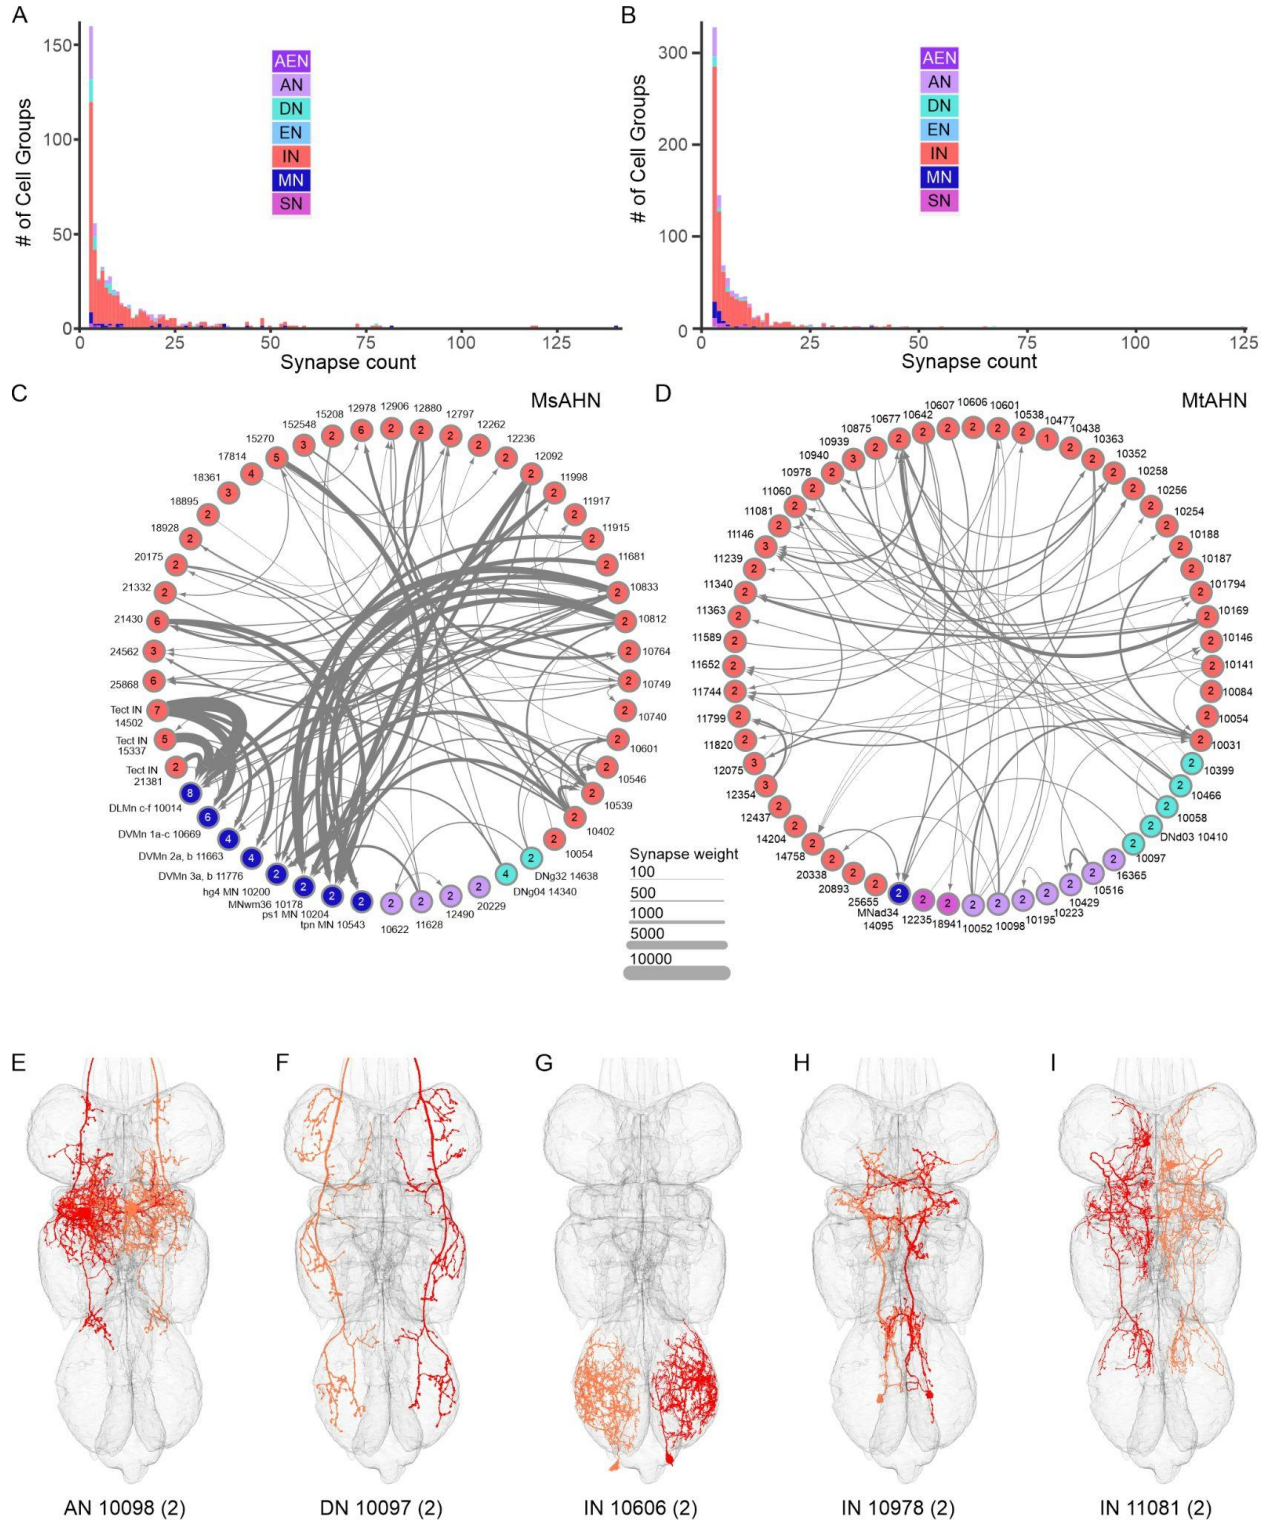 A
B
150
100
50
0
# of Cell Groups
0
25
50
75
100
125
Synapse count
AEN
AN
DN
EN
IN
MN
SN
300
200
100
0
# of Cell Groups
0
25
50
75
100
125
Synapse count
AEN
AN
DN
EN
IN
MN
SN
C
MsAHN
12978
12906
12880
12797
12262
12236
12092
11998
11917
11915
11681
10833
10812
10764
10749
10740
10601
10546
10539
10402
10054
DNg32 14638
DNg04 14340
20229
12490
11628
10622
tpn MN 10543
ps1 MN 10204
MNwm36 10178
hg4 MN 10200
DVMn 3a, b 11776
DVMn 2a, b 11663
DVMn 1a-c 10669
DLMn c-f 10014
Tect IN
21381
Tect IN
15337
Tect IN
14502
25868
24562
21430
21332
20175
18928
18895
18361
17814
15270
152548
15208
Synapse weight
100
500
1000
5000
10000
D
MtAHN
10642
10607
10606
10601
10538
10477
10438
10363
10352
10258
10256
10254
10188
10187
101794
10169
10146
10141
10084
10054
10031
10399
10466
10058
DNd03 10410
10097
16365
10516
10429
10223
10195
10098
10052
18941
12235
MNad34
14095
25655
20893
20338
14758
14204
12437
12354
12075
11820
11799
11744
11652
11589
11363
11340
11239
11146
11081
11060
10978
10940
10939
10875
10677
E
F
G
H
I
AN 10098 (2)
DN 10097 (2)
IN 10606 (2)
IN 10978 (2)
IN 11081 (2)